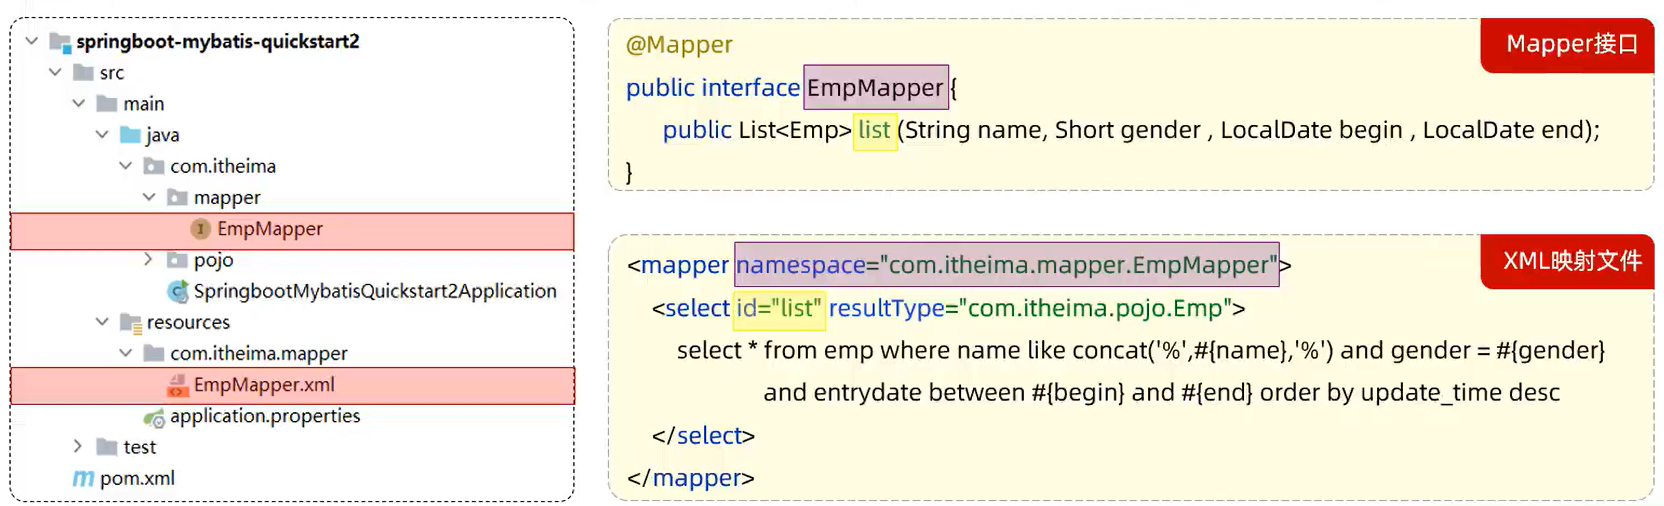 springboot-mybatis-quickstart2
src
main
java
com.itheima
mapper
EmpMapper
pojo
SpringbootMybatisQuickstart2Application
resources
com.itheima.mapper
EmpMapper.xml
application.properties
test
pom.xml
Mapper接口
@Mapper
public interface EmpMapper {
public List<Emp> list (String name, Short gender , LocalDate begin , LocalDate end);
}
XML映射文件
<mapper namespace="com.itheima.mapper.EmpMapper">
<select id="list" resultType="com.itheima.pojo.Emp">
select * from emp where name like concat('%',#{name},'%') and gender = #{gender}
and entrydate between #{begin} and #{end} order by update_time desc
</select>
</mapper>